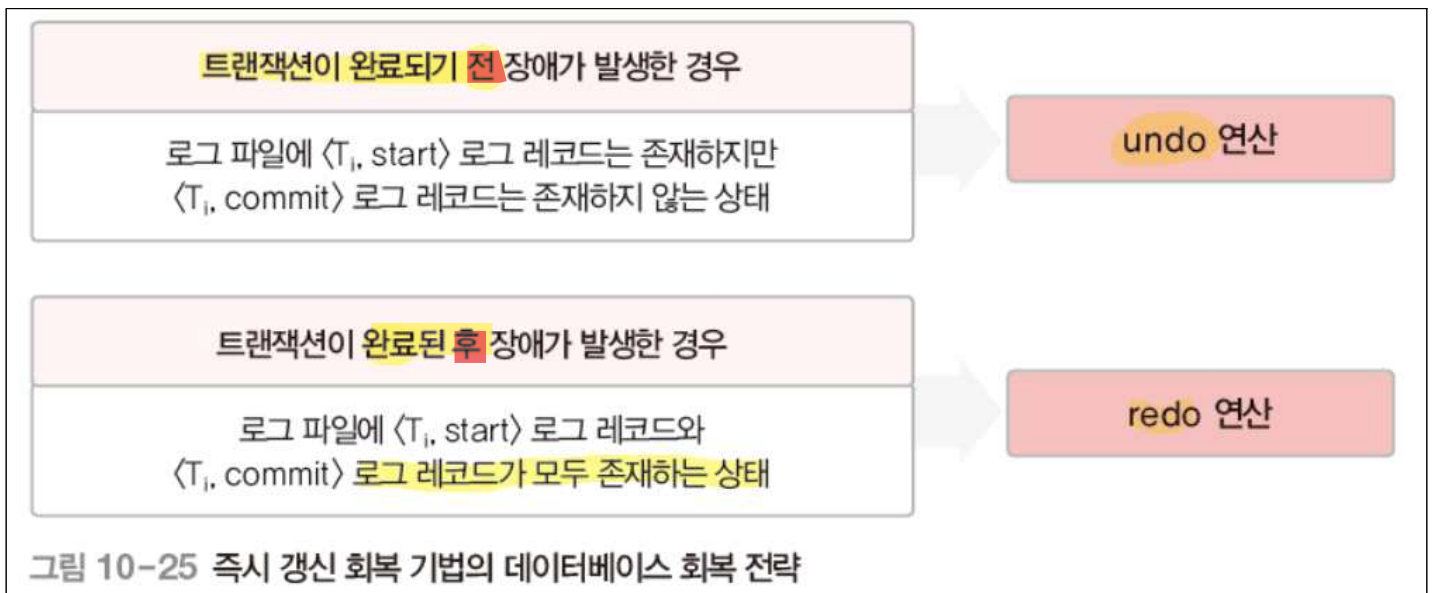 트랜잭션이 완료되기 전 장애가 발생한 경우
로그 파일에 〈Ti, start〉 로그 레코드는 존재하지만
〈Ti, commit〉 로그 레코드는 존재하지 않는 상태
undo 연산
트랜잭션이 완료된 후 장애가 발생한 경우
로그 파일에 〈Ti, start〉 로그 레코드와
〈Ti, commit〉 로그 레코드가 모두 존재하는 상태
redo 연산
그림 10-25 즉시 갱신 회복 기법의 데이터베이스 회복 전략